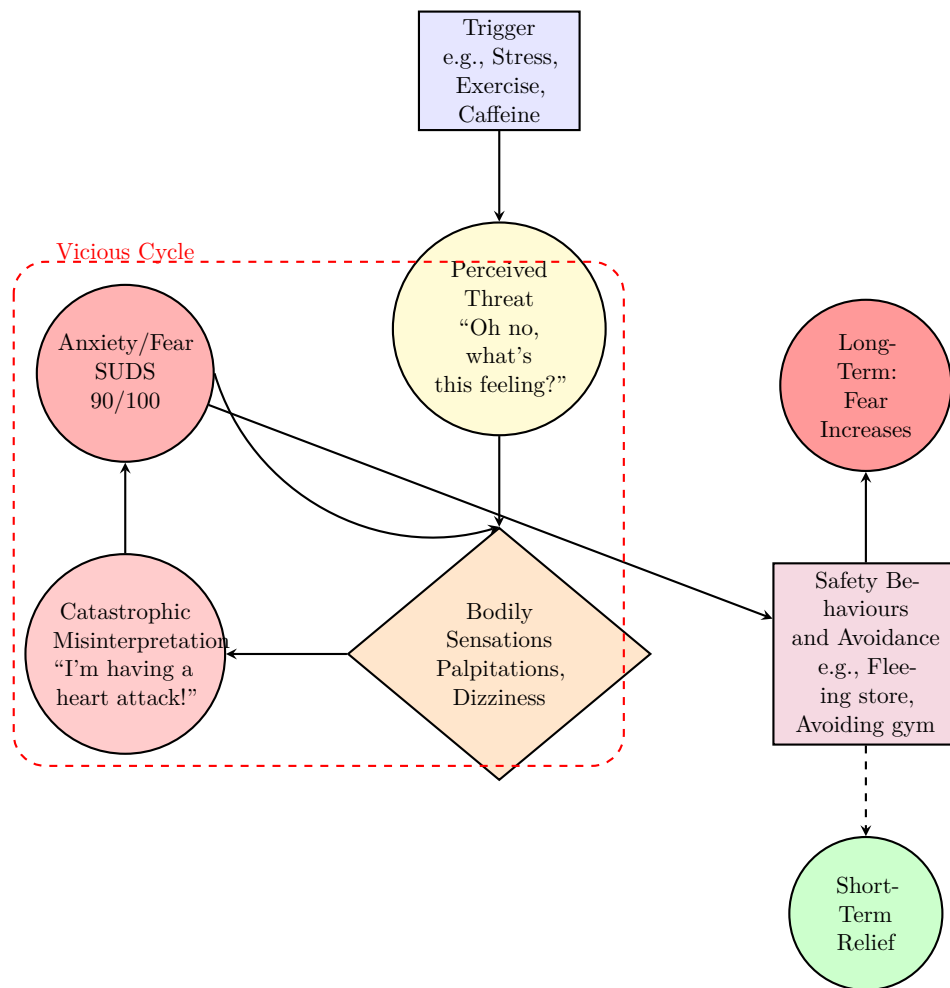 Trigger
e.g., Stress,
Exercise,
Caffeine
Vicious Cycle
Perceived
Threat
“Oh no,
what's
this feeling?”
Anxiety/Fear
SUDS
90/100
Long-
Term:
Fear
Increases
Catastrophic
Misinterpretation
“I'm having a
heart attack!”
Bodily
Sensations
Palpitations,
Dizziness
Safety Be-
haviours
and Avoidance
e.g., Flee-
ing store,
Avoiding gym
Short-
Term
Relief